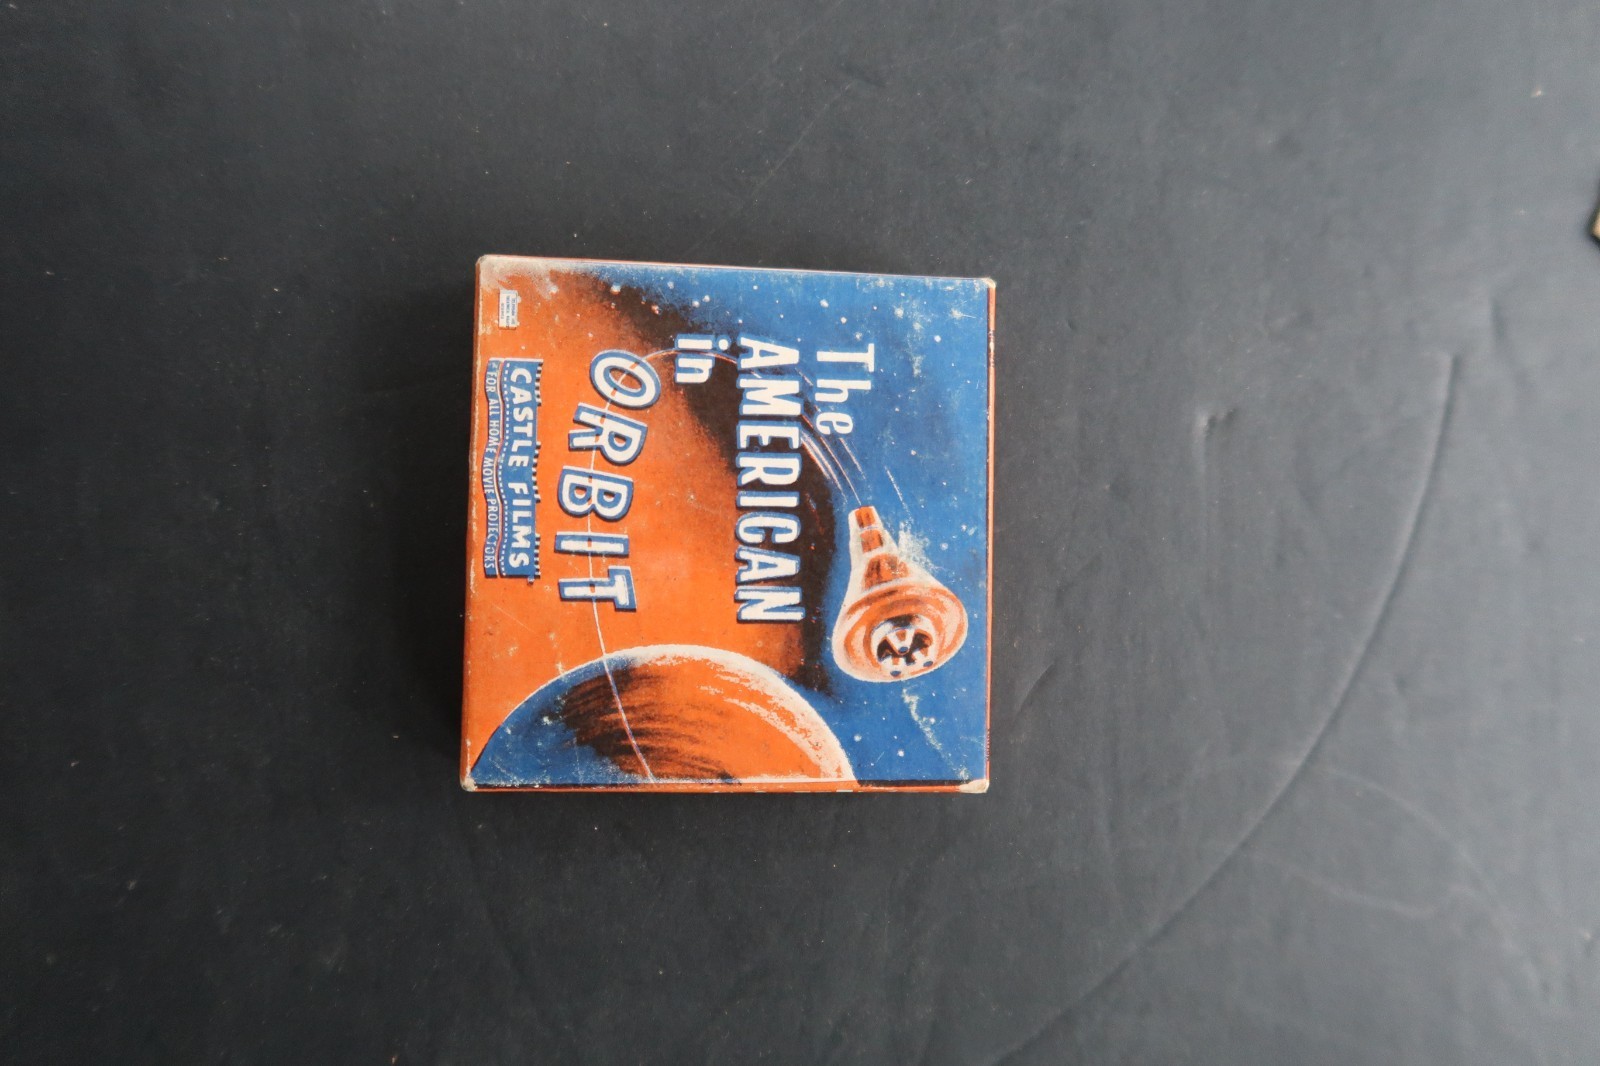 The
AMERICAN
in
ORBIT
CASTLE FILMS
FOR ALL HOME MOVIE PROJECTORS